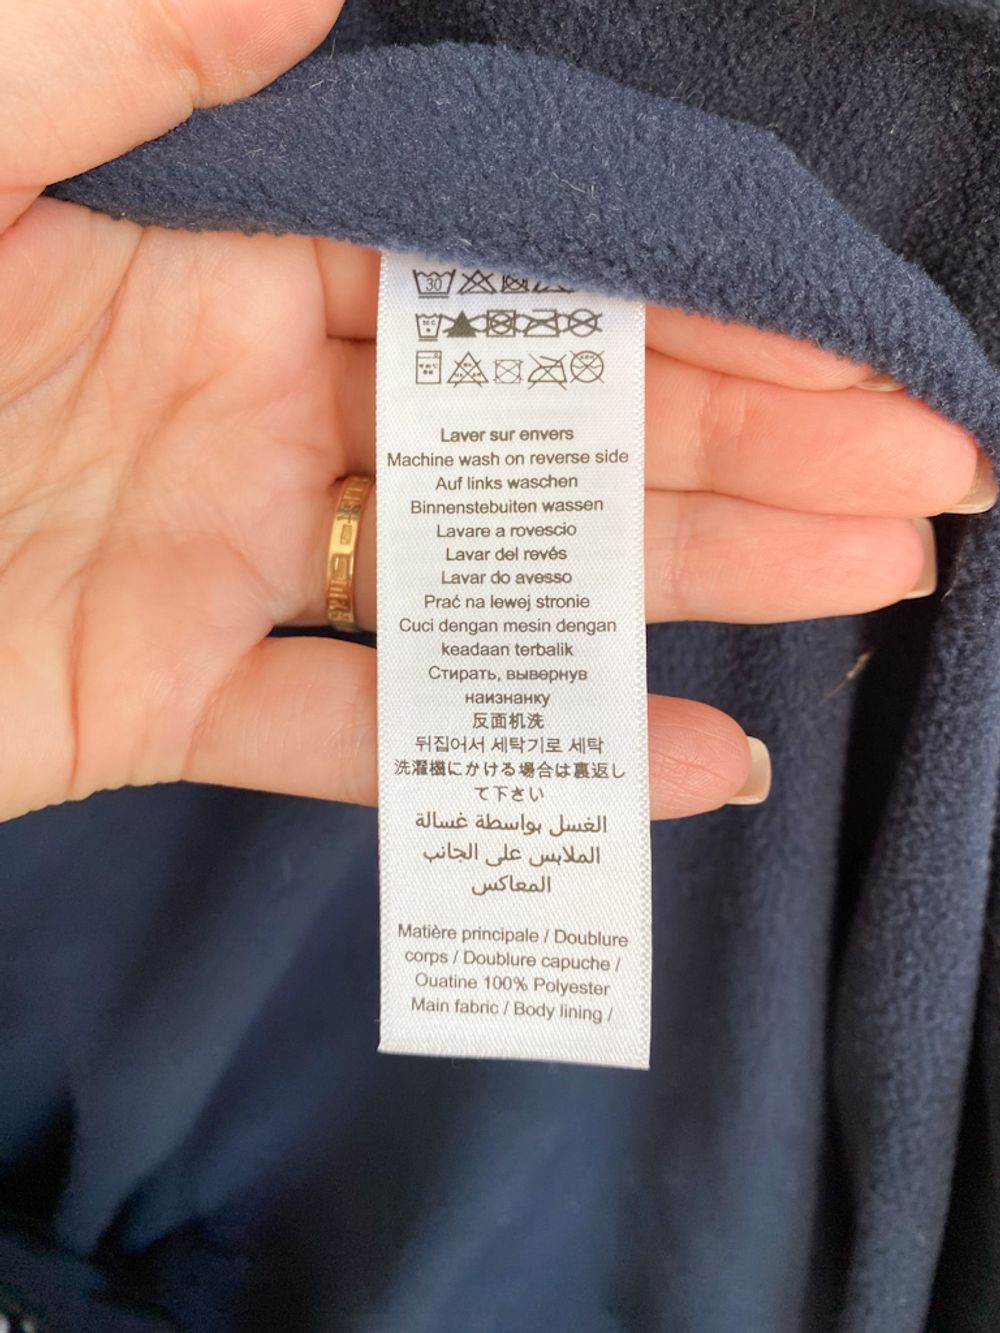 30
MC
Laver sur envers
Machine wash on reverse side
Auf links waschen
Binnenstebuiten wassen
Lavare a rovescio
Lavar del revés
Lavar do avesso
Prać na lewej stronie
Cuci dengan mesin dengan
keadaan terbalik
Стирать, вывернув
наизнанку
反面机洗
뒤집어서 세탁기로 세탁
洗濯機にかける場合は裏返し
て下さい
الغسل بواسطة غسالة
الملابس على الجانب
المعاكس
Matière principale / Doublure
corps / Doublure capuche /
Ouatine 100% Polyester
Main fabric / Body lining /